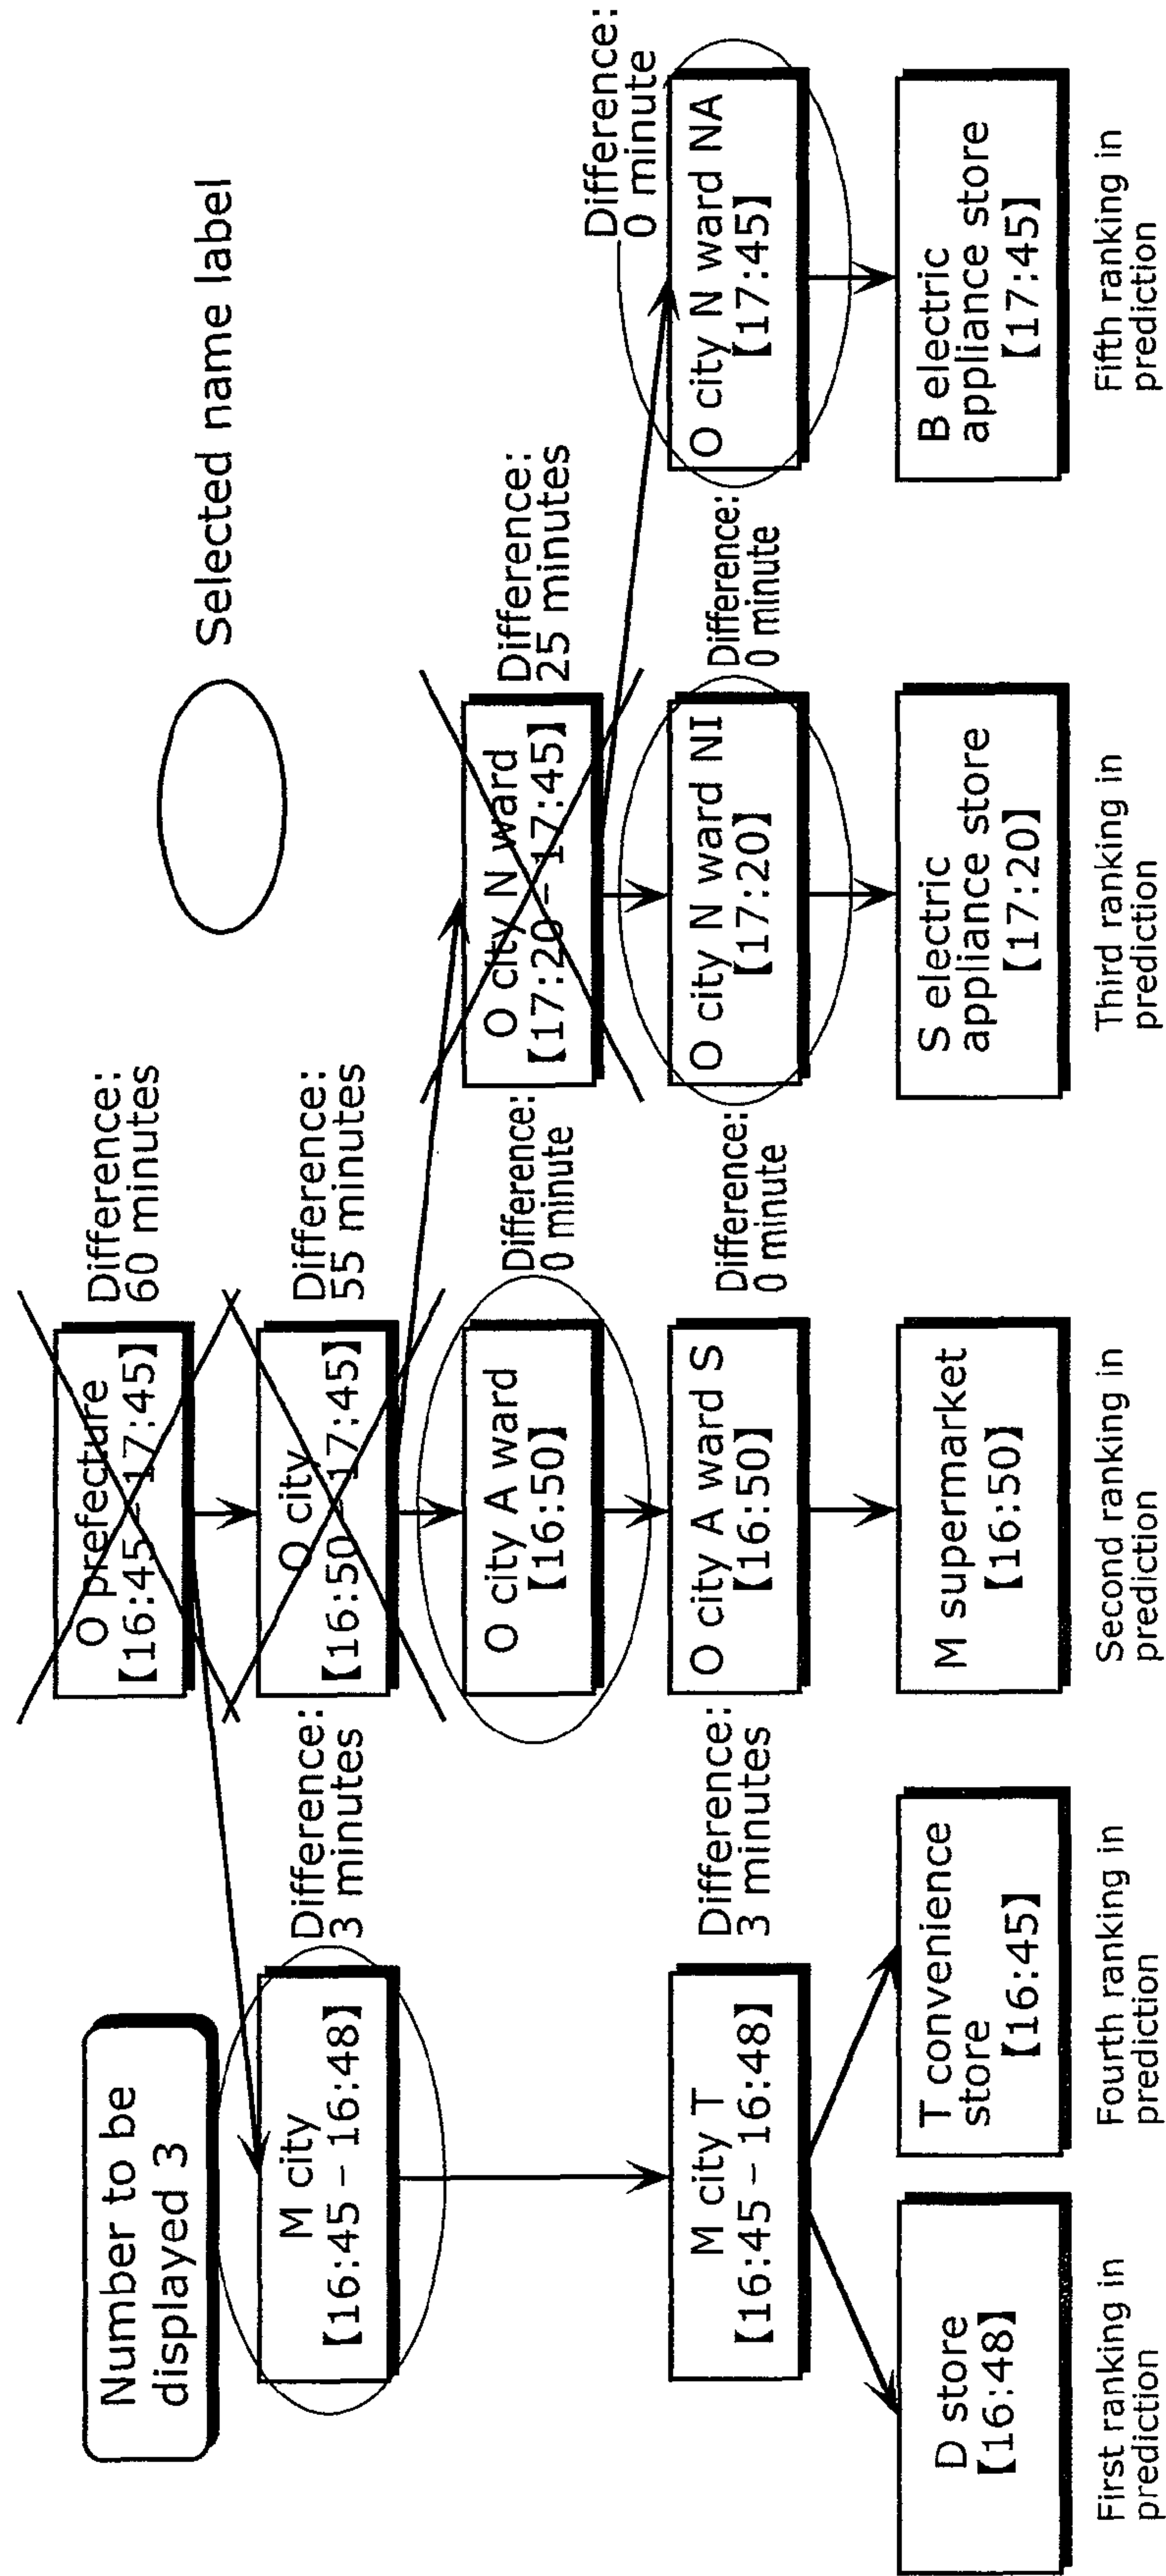 Number to be
displayed 3
Selected name label
O prefecture
【16:45–17:45】
Difference:
60 minutes
M city
【16:45 – 16:48】
Difference:
3 minutes
O city
【16:50–17:45】
Difference:
55 minutes
O city A ward
【16:50】
Difference:
0 minute
O city N ward
【17:20 – 17:45】
Difference:
25 minutes
M city T
【16:45 – 16:48】
Difference:
3 minutes
O city A ward S
【16:50】
Difference:
0 minute
O city N ward NI
【17:20】
Difference:
0 minute
O city N ward NA
【17:45】
Difference:
0 minute
D store
【16:48】
T convenience
store
【16:45】
M supermarket
【16:50】
S electric
appliance store
【17:20】
B electric
appliance store
【17:45】
First ranking in
prediction
Fourth ranking in
prediction
Second ranking in
prediction
Third ranking in
prediction
Fifth ranking in
prediction